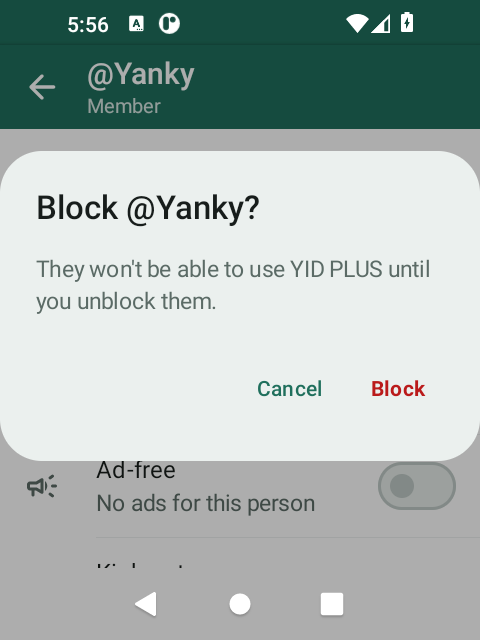 5:56
@Yanky
Member
Block @Yanky?
They won't be able to use YID PLUS until
you unblock them.
Cancel
Block
Ad-free
No ads for this person